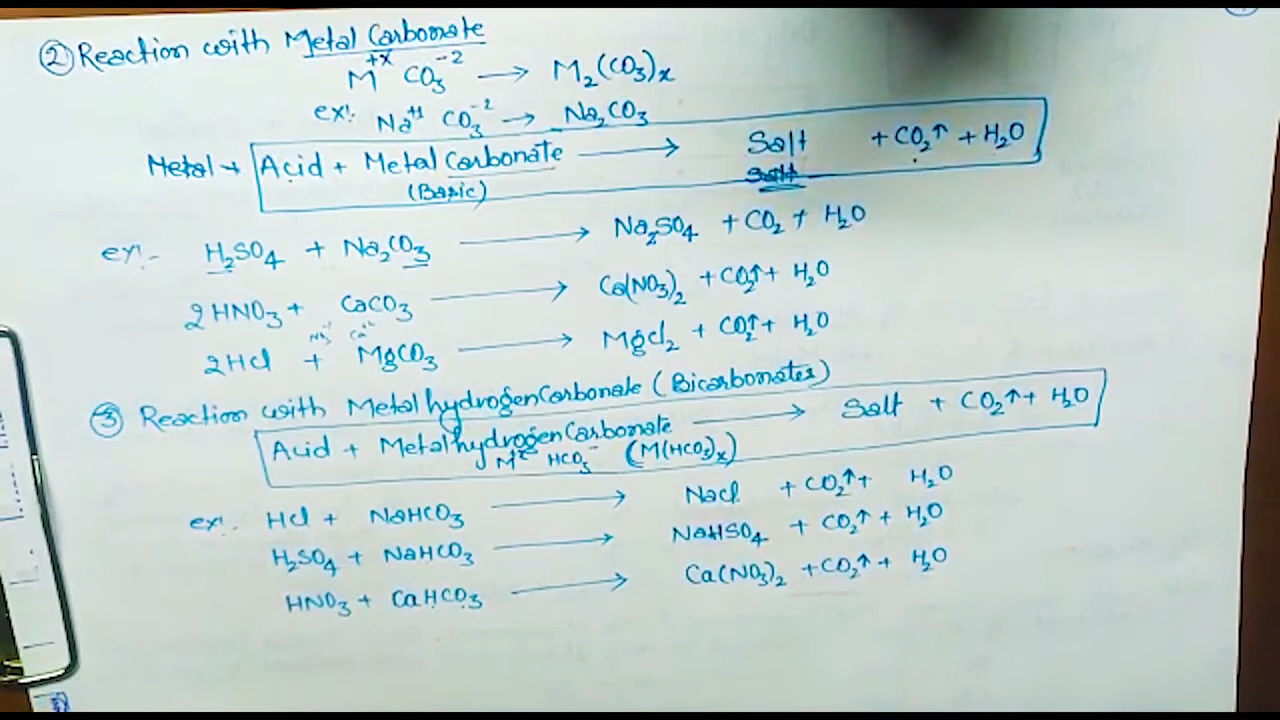 ② Reaction with Metal Carbonate
M⁺ˣ CO₃⁻² → M₂(CO₃)ₓ
ex:- Na⁺¹ CO₃⁻² → Na₂CO₃
Metal + Acid + Metal Carbonate → Salt + CO₂↑ + H₂O
(Basic) Salt
ex:- H₂SO₄ + Na₂CO₃ → Na₂SO₄ + CO₂ + H₂O
2HNO₃ + CaCO₃ → Ca(NO₃)₂ + CO₂↑ + H₂O
2HCl + MgCO₃ → MgCl₂ + CO₂↑ + H₂O
③ Reaction with Metal hydrogen Carbonate (Bicarbonates)
Acid + Metalhydrogen Carbonate → Salt + CO₂↑ + H₂O
Mˣ HCO₃⁻ (M(HCO₃)ₓ)
ex:- HCl + NaHCO₃ → NaCl + CO₂↑ + H₂O
H₂SO₄ + NaHCO₃ → NaHSO₄ + CO₂↑ + H₂O
HNO₃ + CaHCO₃ → Ca(NO₃)₂ + CO₂↑ + H₂O